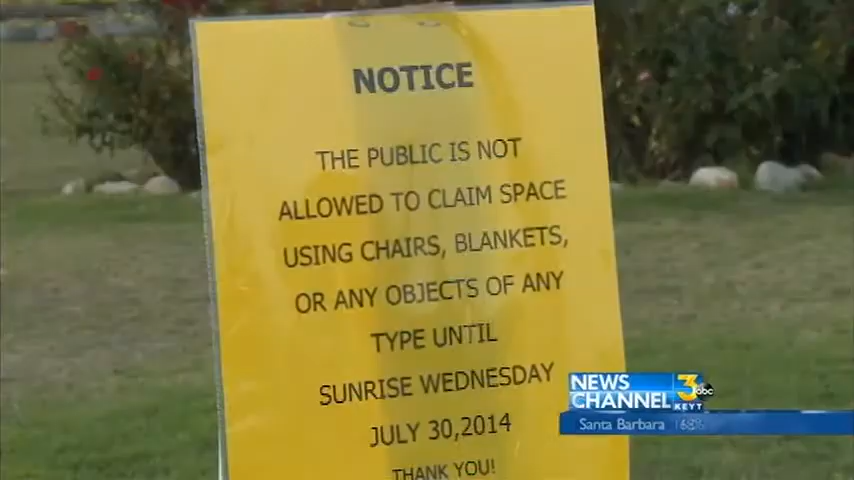 NOTICE
THE PUBLIC IS NOT
ALLOWED TO CLAIM SPACE
USING CHAIRS, BLANKETS,
OR ANY OBJECTS OF ANY
TYPE UNTIL
SUNRISE WEDNESDAY
JULY 30,2014
THANK YOU!
NEWS
CHANNEL
3
abc
KEYT
Santa Barbara 68%